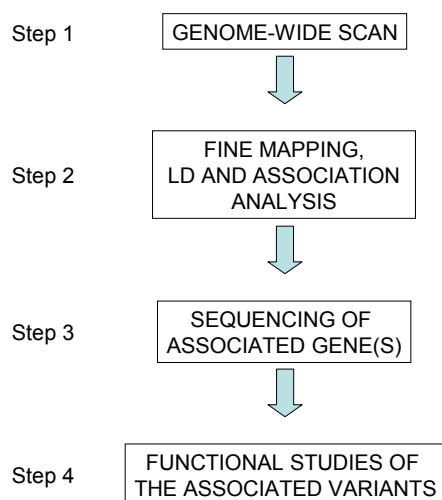 Step 1
GENOME-WIDE SCAN
Step 2
FINE MAPPING,
LD AND ASSOCIATION
ANALYSIS
Step 3
SEQUENCING OF
ASSOCIATED GENE(S)
Step 4
FUNCTIONAL STUDIES OF
THE ASSOCIATED VARIANTS